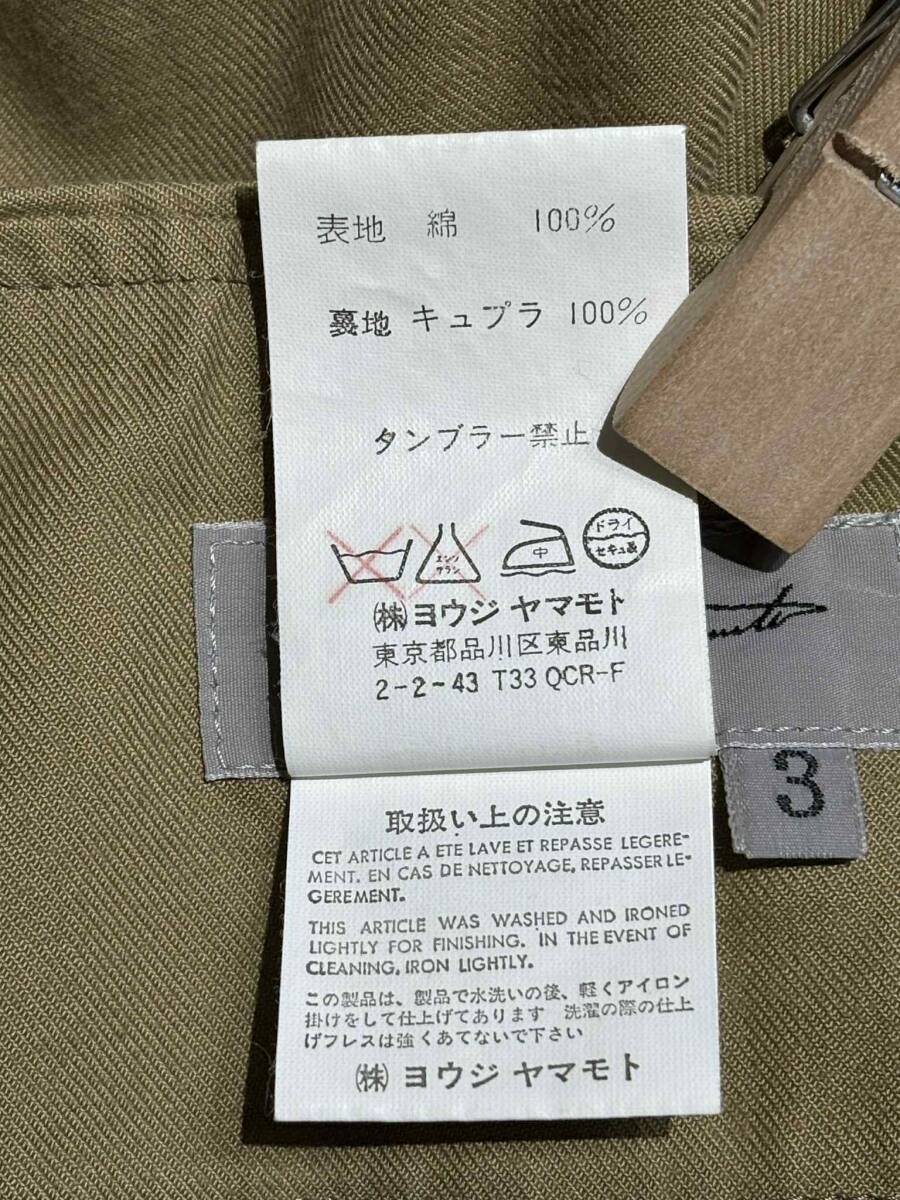 表地 綿 100%
裏地 キュプラ 100%
タンブラー禁止
エンソ
サラシ
中
ドライ
セキユ系
㈱ヨウジ ヤマモト
東京都品川区東品川
2-2-43 T33 QCR-F
3
取扱い上の注意
CET ARTICLE A ETE LAVE ET REPASSE LEGERE-
MENT. EN CAS DE NETTOYAGE, REPASSER LE-
GEREMENT.
THIS ARTICLE WAS WASHED AND IRONED
LIGHTLY FOR FINISHING. IN THE EVENT OF
CLEANING, IRON LIGHTLY.
この製品は、製品で水洗いの後、軽くアイロン
掛けをして仕上げてあります 洗濯の際の仕上
げプレスは強くあてないで下さい
㈱ ヨウジ ヤマモト